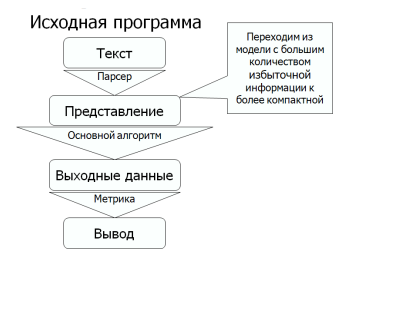 Исходная программа
Текст
Парсер
Представление
Основной алгоритм
Выходные данные
Метрика
Вывод
Переходим из
модели с большим
количеством
избыточной
информации к
более компактной